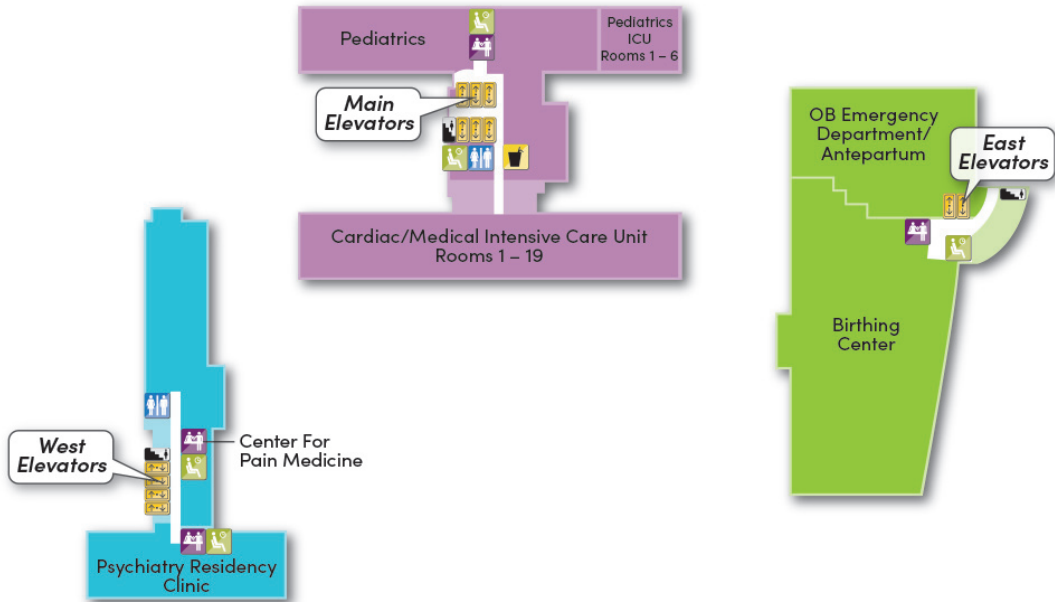 Pediatrics
Pediatrics
ICU
Rooms 1 – 6
Main
Elevators
Cardiac/Medical Intensive Care Unit
Rooms 1 – 19
OB Emergency
Department/
Antepartum
East
Elevators
Birthing
Center
West
Elevators
Center For
Pain Medicine
Psychiatry Residency
Clinic